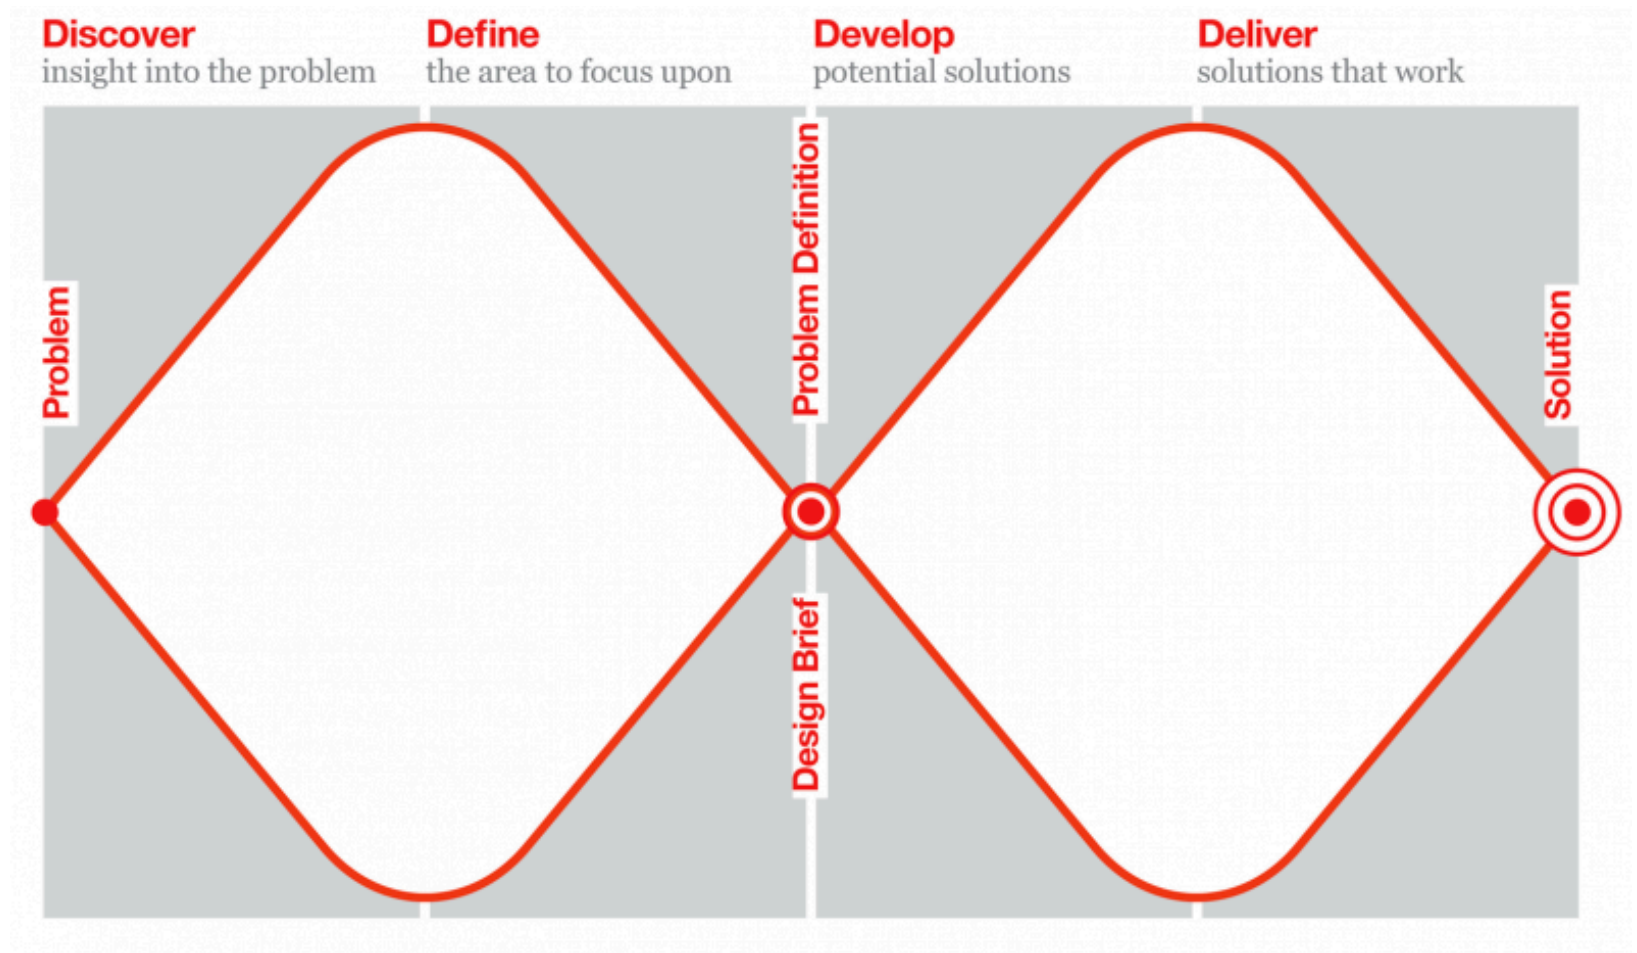 Discover
insight into the problem
Define
the area to focus upon
Develop
potential solutions
Deliver
solutions that work
Problem
Problem Definition
Design Brief
Solution